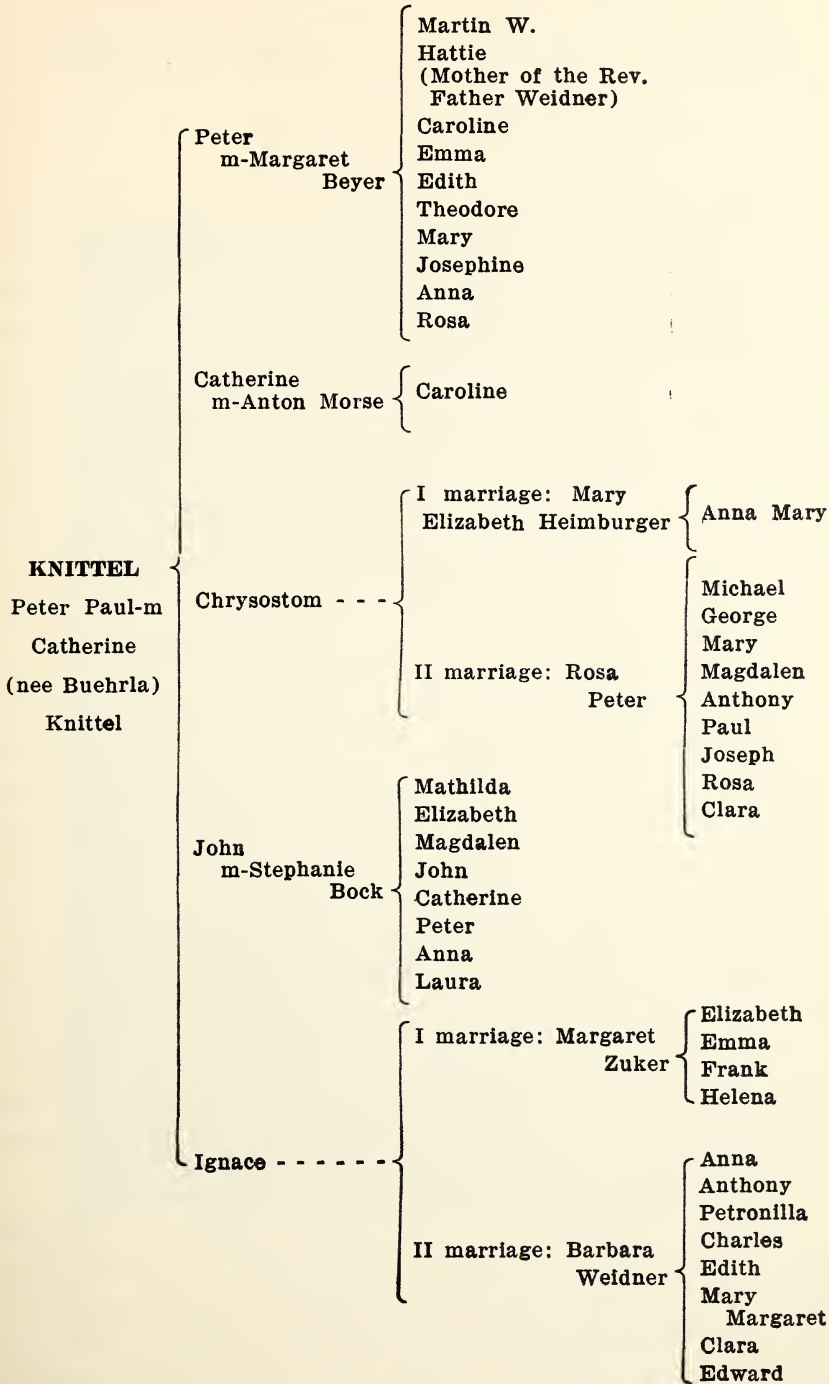 KNITTEL
Peter Paul-m
Catherine
(nee Buehrla)
Knittel
Peter
m-Margaret
Beyer
Martin W.
Hattie
(Mother of the Rev.
Father Weidner)
Caroline
Emma
Edith
Theodore
Mary
Josephine
Anna
Rosa
Catherine
m-Anton Morse
Caroline
Chrysostom - - -
I marriage: Mary
Elizabeth Heimburger
Anna Mary
II marriage: Rosa
Peter
Michael
George
Mary
Magdalen
Anthony
Paul
Joseph
Rosa
Clara
John
m-Stephanie
Bock
Mathilda
Elizabeth
Magdalen
John
Catherine
Peter
Anna
Laura
Ignace - - - - - -
I marriage: Margaret
Zuker
Elizabeth
Emma
Frank
Helena
II marriage: Barbara
Weidner
Anna
Anthony
Petronilla
Charles
Edith
Mary
Margaret
Clara
Edward